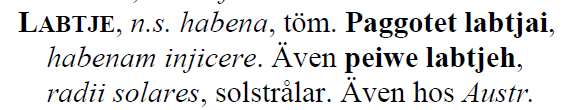 LABTJE, n.s. habena, töm. Paggotet labtjai,
habenam injicere. Även peiwe labtjeh,
radii solares, solstrålar. Även hos Austr.